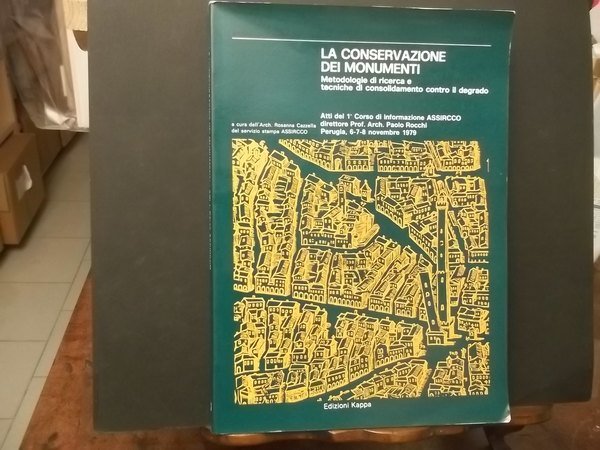 LA CONSERVAZIONE
DEI MONUMENTI
Metodologie di ricerca e
tecniche di consolidamento contro il degrado
Atti del 1° Corso di informazione ASSIRCCO
direttore Prof. Arch. Paolo Rocchi
Perugia, 6-7-8 novembre 1979
a cura dell'Arch. Rosanna Cazzella
del servizio stampa ASSIRCCO
Edizioni Kappa